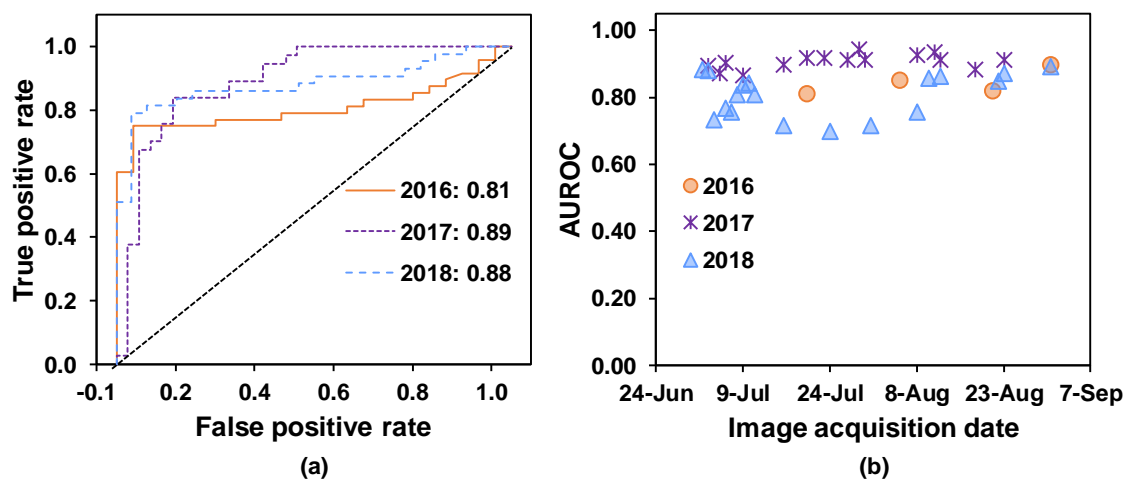 1.0
0.8
0.6
0.4
0.2
0.0
True positive rate
2016: 0.81
2017: 0.89
2018: 0.88
-0.1 0.2 0.4 0.6 0.8 1.0
False positive rate
(a)
1.00
0.80
0.60
0.40
0.20
0.00
AUROC
2016
2017
2018
24-Jun 9-Jul 24-Jul 8-Aug 23-Aug 7-Sep
Image acquisition date
(b)